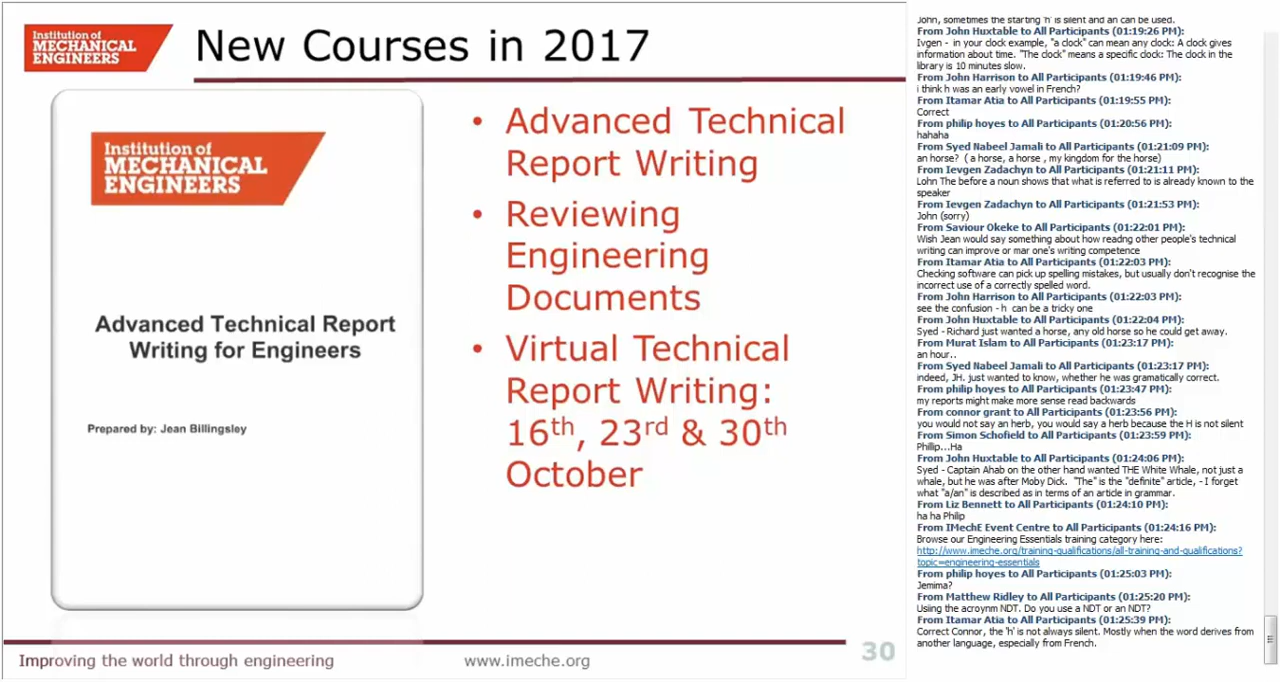 Institution of
MECHANICAL
ENGINEERS
New Courses in 2017
Institution of
MECHANICAL
ENGINEERS
Advanced Technical Report
Writing for Engineers
Prepared by: Jean Billingsley
• Advanced Technical
Report Writing
• Reviewing
Engineering
Documents
• Virtual Technical
Report Writing:
16th, 23rd & 30th
October
Improving the world through engineering
www.imeche.org
30
John, sometimes the starting 'h' is silent and an can be used.
From John Huxtable to All Participants (01:19:26 PM):
Ivgen - in your clock example, "a clock" can mean any clock: A clock gives
information about time. "The clock" means a specific clock: The clock in the
library is 10 minutes slow.
From John Harrison to All Participants (01:19:46 PM):
i think h was an early vowel in French?
From Itamar Atia to All Participants (01:19:55 PM):
Correct
From philip hoyes to All Participants (01:20:56 PM):
hahaha
From Syed Nabeel Jamali to All Participants (01:21:09 PM):
an horse? ( a horse, a horse , my kingdom for the horse)
From Ievgen Zadachyn to All Participants (01:21:11 PM):
Lohn The before a noun shows that what is referred to is already known to the
speaker
From Ievgen Zadachyn to All Participants (01:21:53 PM):
John (sorry)
From Saviour Okeke to All Participants (01:22:01 PM):
Wish Jean would say something about how readng other people's technical
writing can improve or mar one's writing competence
From Itamar Atia to All Participants (01:22:03 PM):
Checking software can pick up spelling mistakes, but usually don't recognise the
incorrect use of a correctly spelled word.
From John Harrison to All Participants (01:22:03 PM):
see the confusion - h can be a tricky one
From John Huxtable to All Participants (01:22:04 PM):
Syed - Richard just wanted a horse, any old horse so he could get away.
From Murat Islam to All Participants (01:23:17 PM):
an hour..
From Syed Nabeel Jamali to All Participants (01:23:17 PM):
indeed, JH. just wanted to know, whether he was gramatically correct.
From philip hoyes to All Participants (01:23:47 PM):
my reports might make more sense read backwards
From connor grant to All Participants (01:23:56 PM):
you would not say an herb, you would say a herb because the H is not silent
From Simon Schofield to All Participants (01:23:59 PM):
Phillip...Ha
From John Huxtable to All Participants (01:24:06 PM):
Syed - Captain Ahab on the other hand wanted THE White Whale, not just a
whale, but he was after Moby Dick. "The" is the "definite" article, - I forget
what "a/an" is described as in terms of an article in grammar.
From Liz Bennett to All Participants (01:24:10 PM):
ha ha Philip
From IMechE Event Centre to All Participants (01:24:16 PM):
Browse our Engineering Essentials training category here:
http://www.imeche.org/training-qualifications/all-training-and-qualifications?
topic=engineering-essentials
From philip hoyes to All Participants (01:25:03 PM):
Jemima?
From Matthew Ridley to All Participants (01:25:20 PM):
Using the acroynm NDT. Do you use a NDT or an NDT?
From Itamar Atia to All Participants (01:25:39 PM):
Correct Connor, the 'h' is not always silent. Mostly when the word derives from
another language, especially from French.